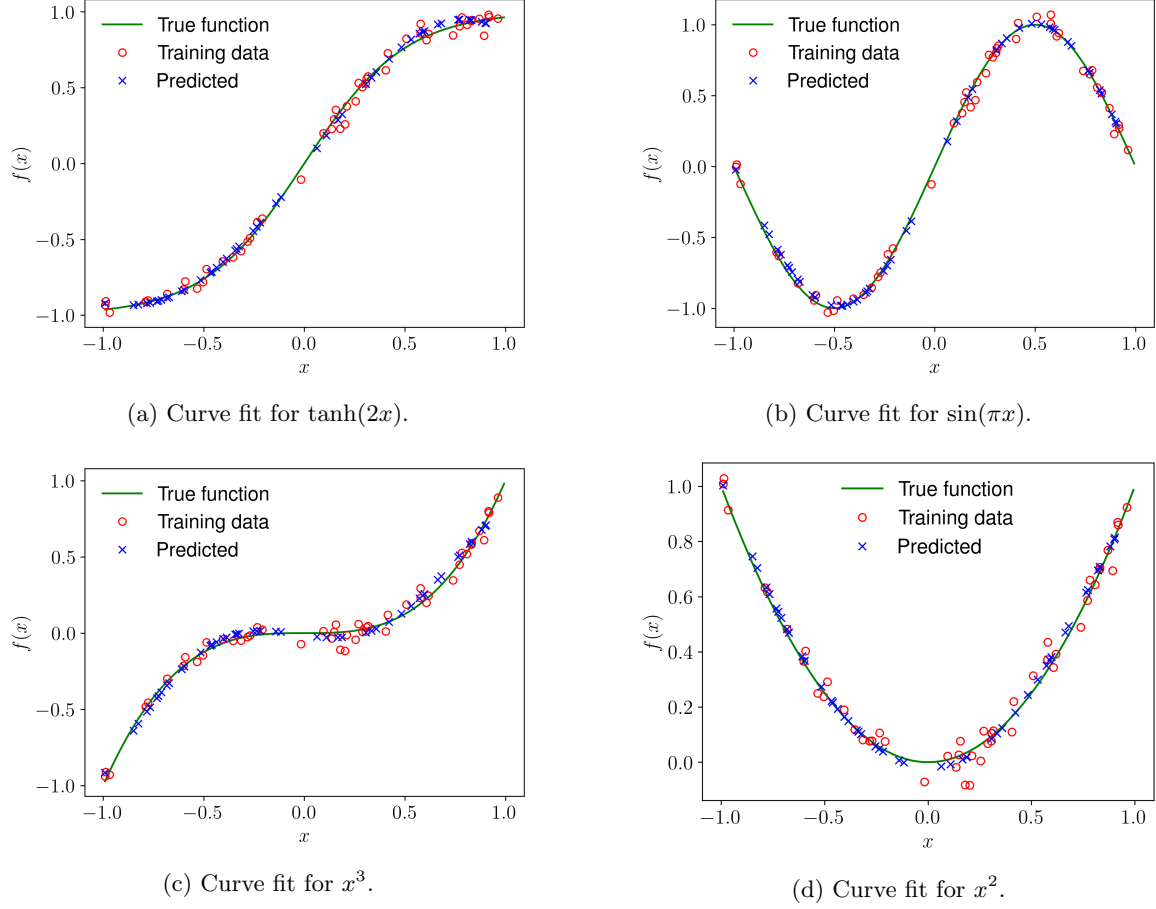 True function
Training data
Predicted
1.0
0.5
0.0
−0.5
−1.0
f(x)
−1.0 −0.5 0.0 0.5 1.0
x
(a) Curve fit for tanh(2x).
True function
Training data
Predicted
1.0
0.5
0.0
−0.5
−1.0
f(x)
−1.0 −0.5 0.0 0.5 1.0
x
(b) Curve fit for sin(πx).
True function
Training data
Predicted
1.0
0.5
0.0
−0.5
−1.0
f(x)
−1.0 −0.5 0.0 0.5 1.0
x
(c) Curve fit for x³.
True function
Training data
Predicted
1.0
0.8
0.6
0.4
0.2
0.0
f(x)
−1.0 −0.5 0.0 0.5 1.0
x
(d) Curve fit for x².